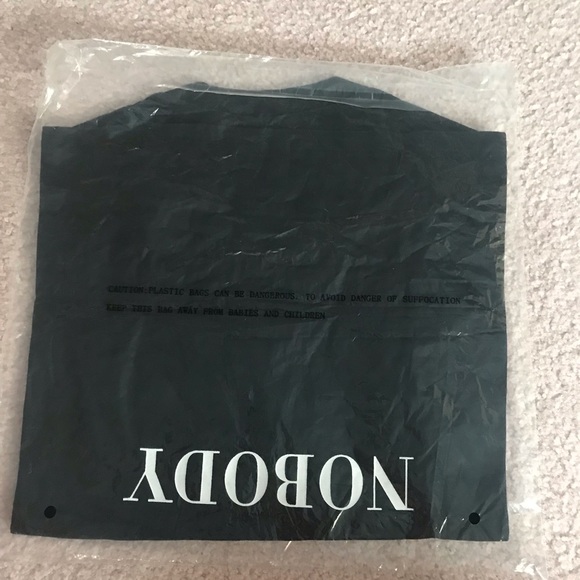 CAUTION PLASTIC BAGS CAN BE DANGEROUS. TO AVOID DANGER OF SUFFOCATION
KEEP THIS BAG AWAY FROM BABIES AND CHILDREN
NOBODY